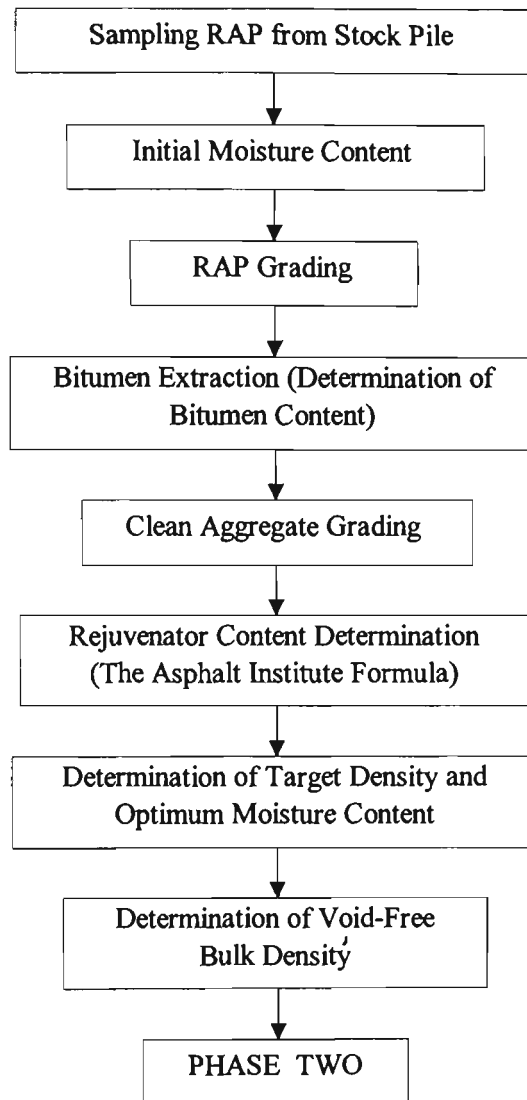 Sampling RAP from Stock Pile
Initial Moisture Content
RAP Grading
Bitumen Extraction (Determination of
Bitumen Content)
Clean Aggregate Grading
Rejuvenator Content Determination
(The Asphalt Institute Formula)
Determination of Target Density and
Optimum Moisture Content
Determination of Void-Free
Bulk Density
PHASE TWO